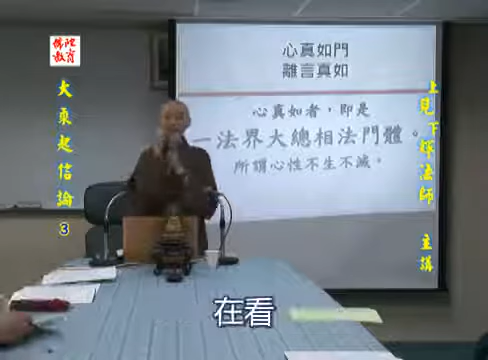 佛陀
教育
大乘起信論
3
心真如門
離言真如
心真如者，即是
一法界大總相法門體。
所謂心性不生不滅。
上見下輝法師 主講
在看